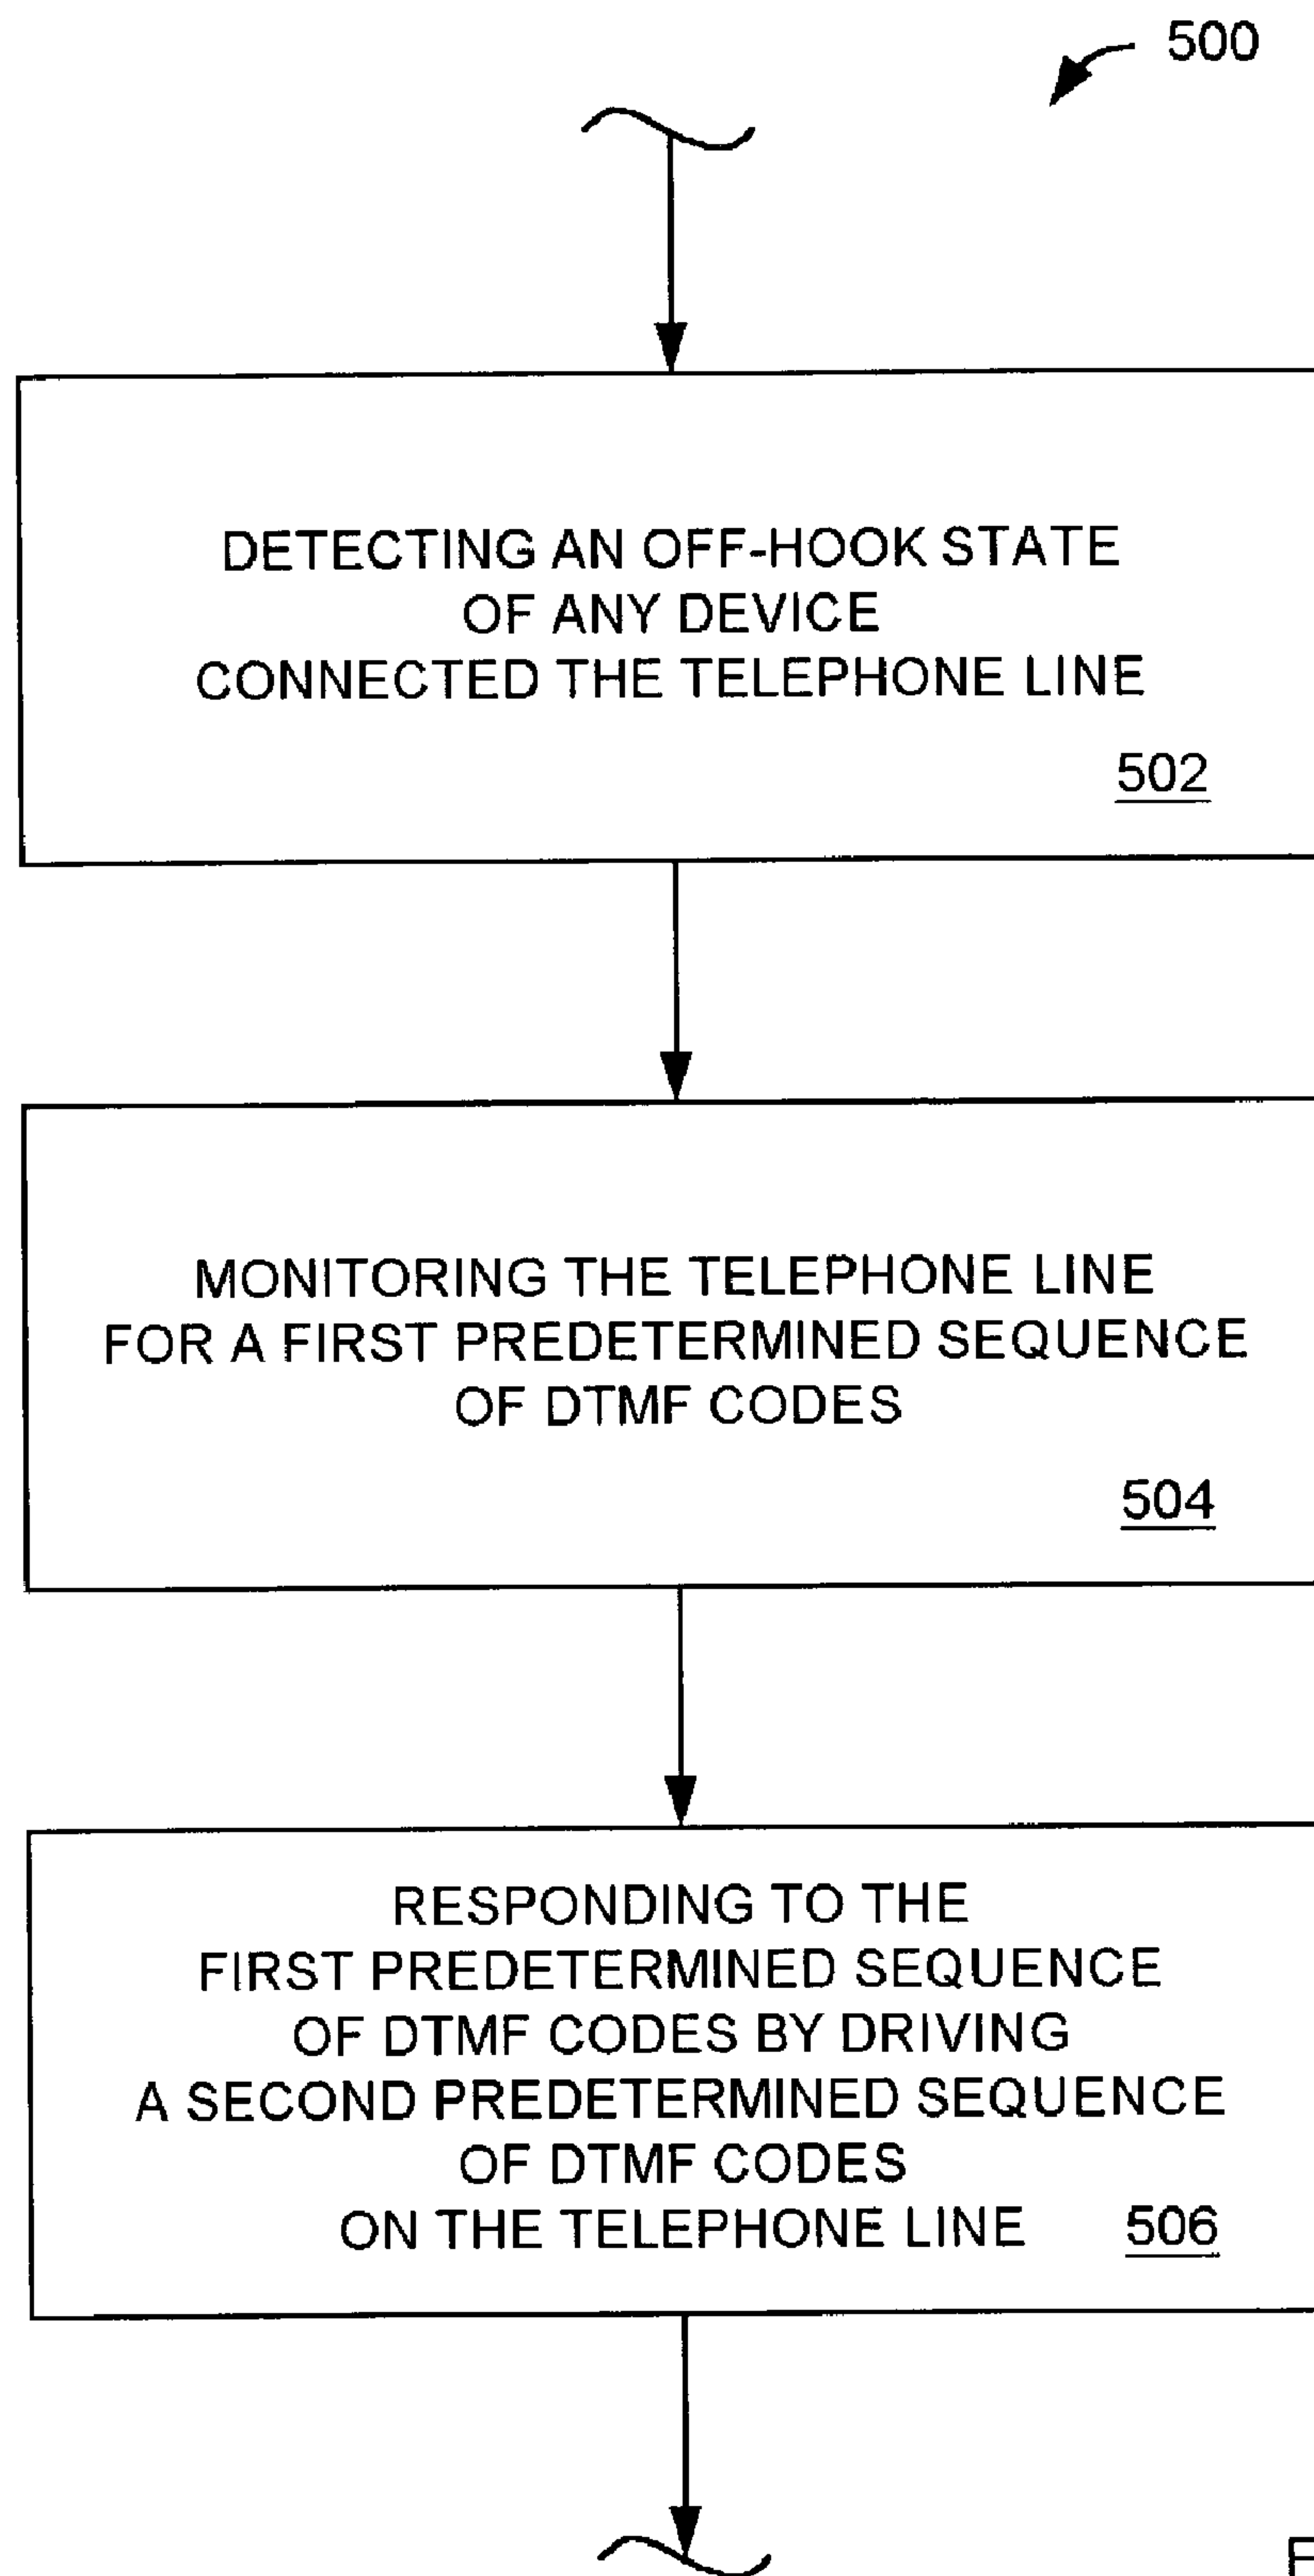 500
DETECTING AN OFF-HOOK STATE
OF ANY DEVICE
CONNECTED THE TELEPHONE LINE
502
MONITORING THE TELEPHONE LINE
FOR A FIRST PREDETERMINED SEQUENCE
OF DTMF CODES
504
RESPONDING TO THE
FIRST PREDETERMINED SEQUENCE
OF DTMF CODES BY DRIVING
A SECOND PREDETERMINED SEQUENCE
OF DTMF CODES
ON THE TELEPHONE LINE 506